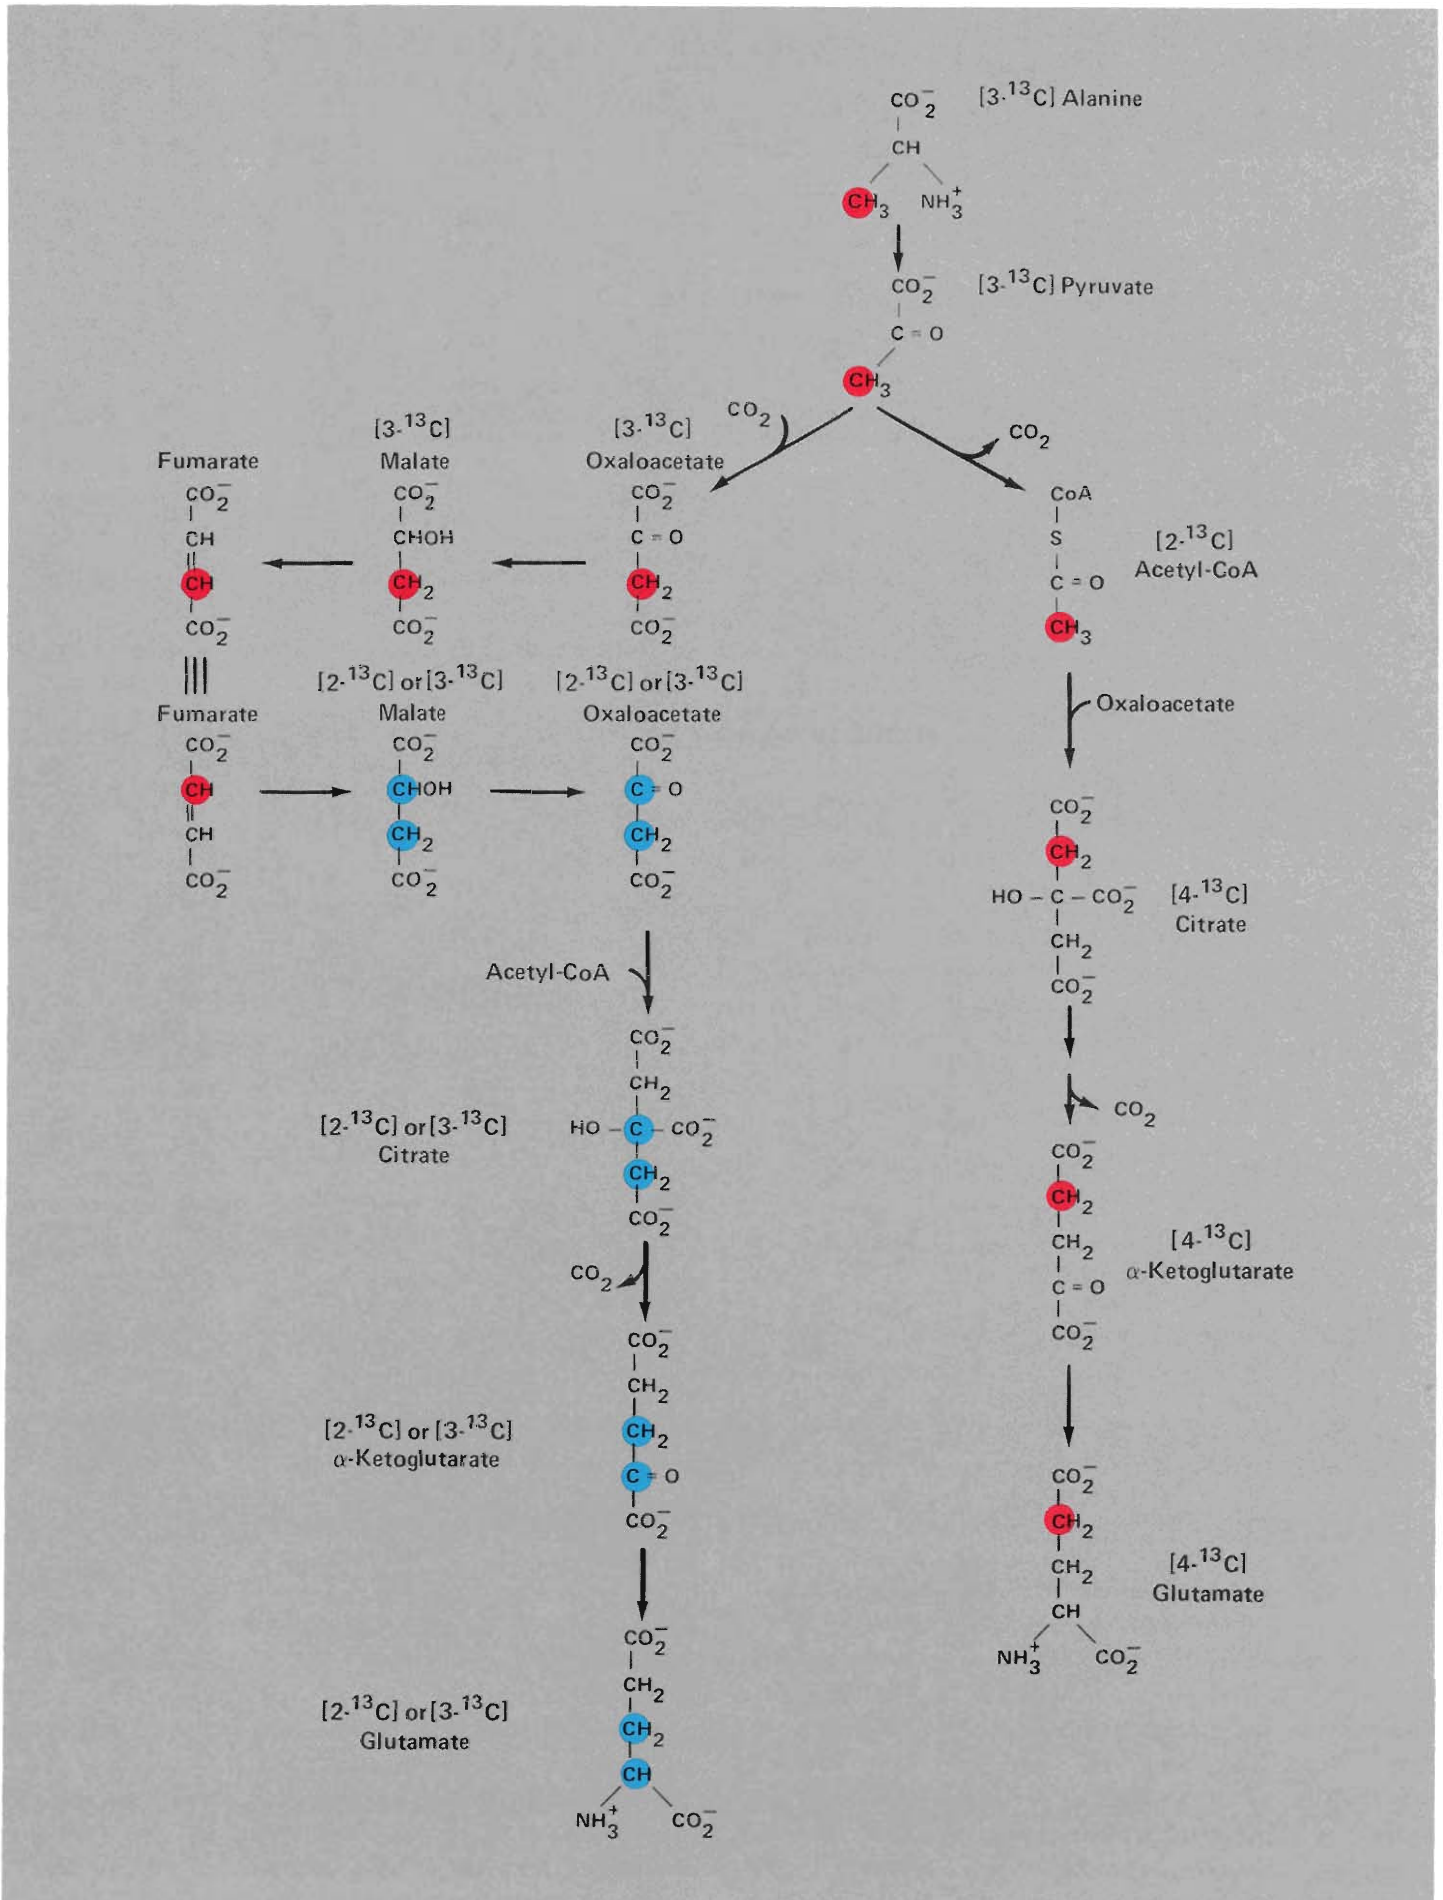 CO₂⁻ [3-¹³C] Alanine
CH
CH₃ NH₃⁺
CO₂⁻ [3-¹³C] Pyruvate
C = O
CH₃
CO₂
CO₂
Fumarate
CO₂⁻
CH
CH
CO₂⁻
[3-¹³C]
Malate
CO₂⁻
CHOH
CH₂
CO₂⁻
[3-¹³C]
Oxaloacetate
CO₂⁻
C = O
CH₂
CO₂⁻
CoA
S
C = O
CH₃
[2-¹³C]
Acetyl-CoA
Fumarate
CO₂⁻
CH
CH
CO₂⁻
[2-¹³C] or [3-¹³C]
Malate
CO₂⁻
CHOH
CH₂
CO₂⁻
[2-¹³C] or [3-¹³C]
Oxaloacetate
CO₂⁻
C = O
CH₂
CO₂⁻
Oxaloacetate
CO₂⁻
CH₂
HO – C – CO₂⁻
CH₂
CO₂⁻
[4-¹³C]
Citrate
Acetyl-CoA
CO₂⁻
CH₂
HO – C – CO₂⁻
CH₂
CO₂⁻
[2-¹³C] or [3-¹³C]
Citrate
CO₂
CO₂⁻
CH₂
CH₂
C = O
CO₂⁻
[4-¹³C]
α-Ketoglutarate
CO₂
CO₂⁻
CH₂
CH₂
C = O
CO₂⁻
[2-¹³C] or [3-¹³C]
α-Ketoglutarate
CO₂⁻
CH₂
CH₂
CH
NH₃⁺ CO₂⁻
[4-¹³C]
Glutamate
CO₂⁻
CH₂
CH₂
CH
NH₃⁺ CO₂⁻
[2-¹³C] or [3-¹³C]
Glutamate